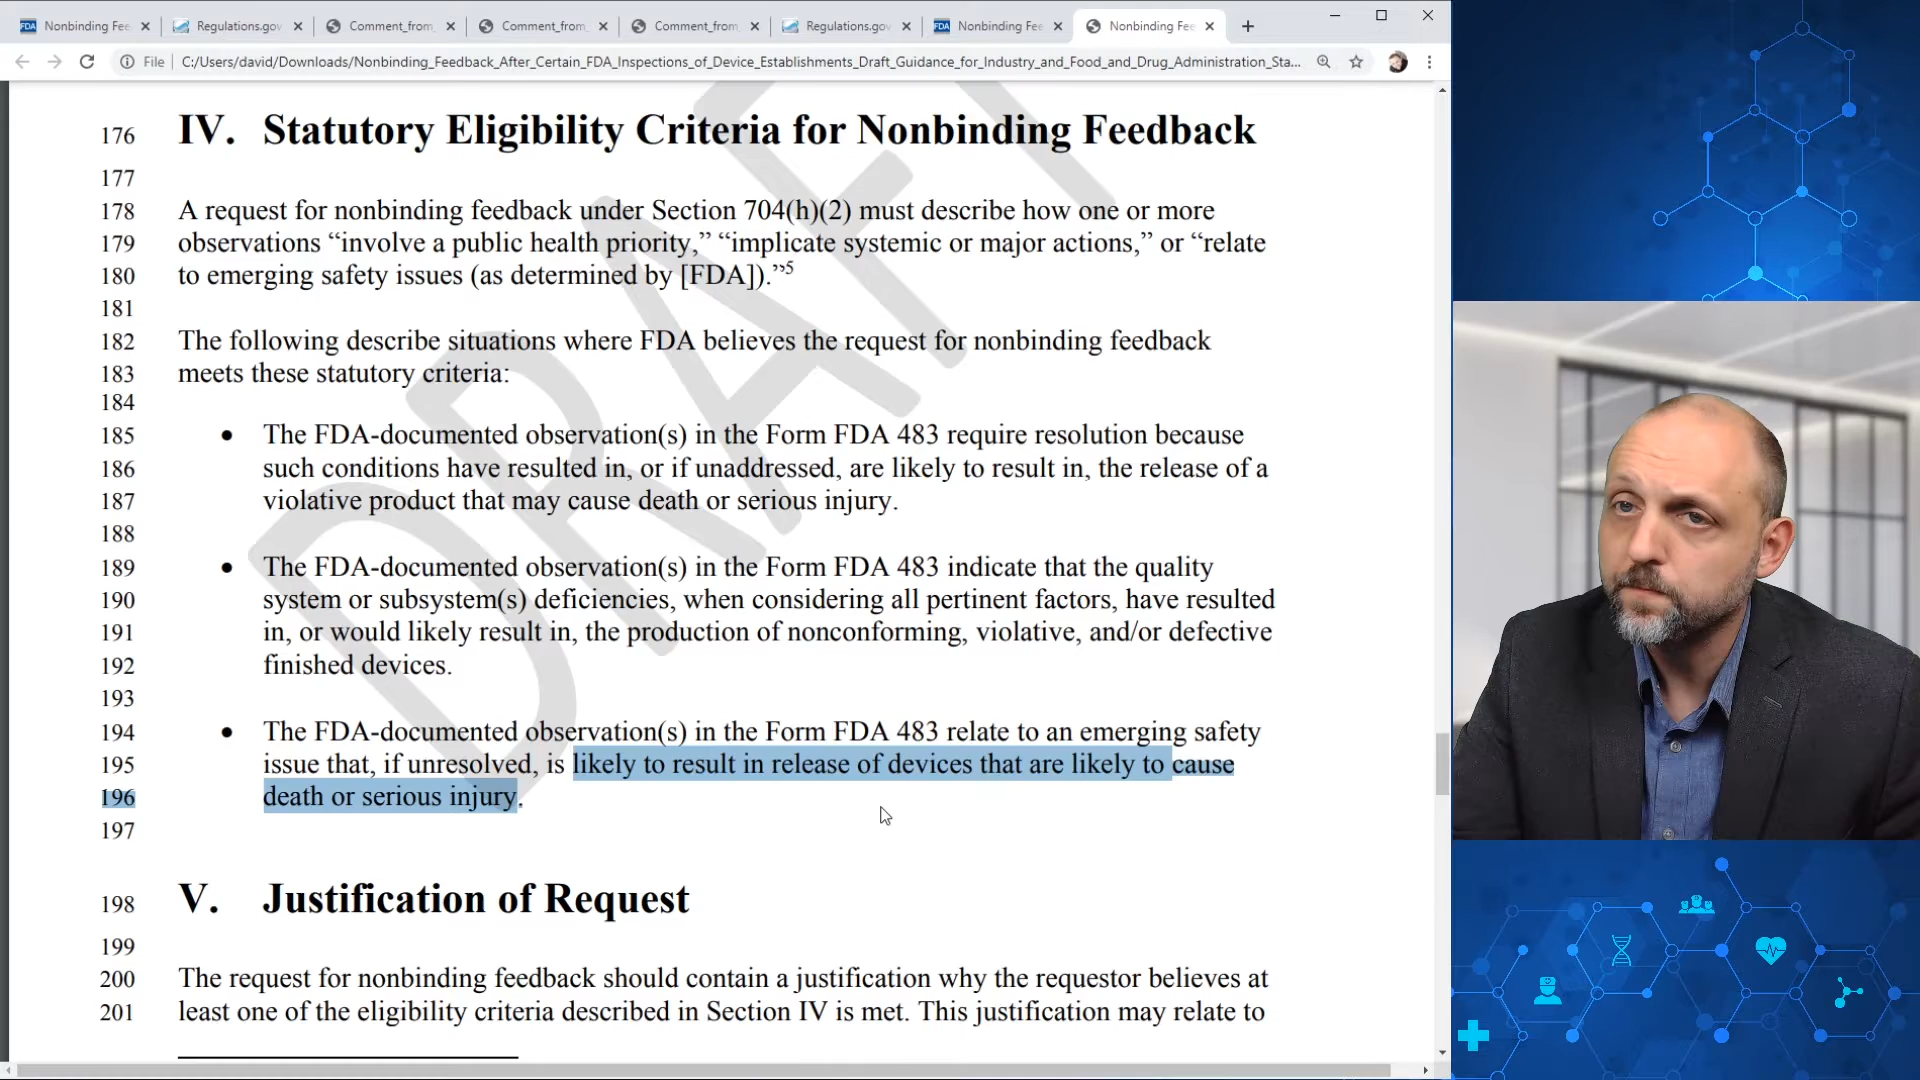 FDA Nonbinding Fee
Regulations.gov
Comment_from_
Comment_from_
Comment_from_
Regulations.gov
FDA Nonbinding Fee
Nonbinding Fee
File C:/Users/david/Downloads/Nonbinding_Feedback_After_Certain_FDA_Inspections_of_Device_Establishments_Draft_Guidance_for_Industry_and_Food_and_Drug_Administration_Sta...
DRAFT
176 IV. Statutory Eligibility Criteria for Nonbinding Feedback
177
178 A request for nonbinding feedback under Section 704(h)(2) must describe how one or more
179 observations “involve a public health priority,” “implicate systemic or major actions,” or “relate
180 to emerging safety issues (as determined by [FDA]).”5
181
182 The following describe situations where FDA believes the request for nonbinding feedback
183 meets these statutory criteria:
184
185 • The FDA-documented observation(s) in the Form FDA 483 require resolution because
186 such conditions have resulted in, or if unaddressed, are likely to result in, the release of a
187 violative product that may cause death or serious injury.
188
189 • The FDA-documented observation(s) in the Form FDA 483 indicate that the quality
190 system or subsystem(s) deficiencies, when considering all pertinent factors, have resulted
191 in, or would likely result in, the production of nonconforming, violative, and/or defective
192 finished devices.
193
194 • The FDA-documented observation(s) in the Form FDA 483 relate to an emerging safety
195 issue that, if unresolved, is likely to result in release of devices that are likely to cause
196 death or serious injury.
197
198 V. Justification of Request
199
200 The request for nonbinding feedback should contain a justification why the requestor believes at
201 least one of the eligibility criteria described in Section IV is met. This justification may relate to